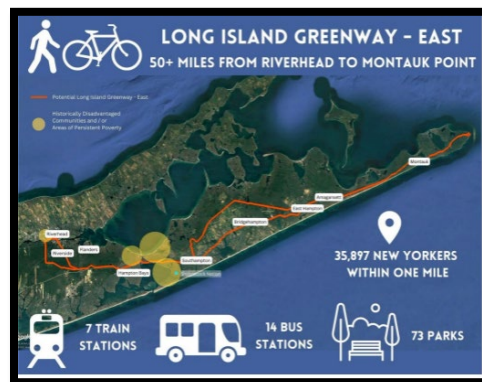 LONG ISLAND GREENWAY - EAST
50+ MILES FROM RIVERHEAD TO MONTAUK POINT
Potential Long Island Greenway - East
Historically Disadvantaged
Communities and / or
Areas of Persistent Poverty
Montauk
Amagansett
East Hampton
Bridgehampton
Riverhead
Riverside
Flanders
Southampton
Hampton Bays
35,897 NEW YORKERS
WITHIN ONE MILE
7 TRAIN
STATIONS
14 BUS
STATIONS
73 PARKS